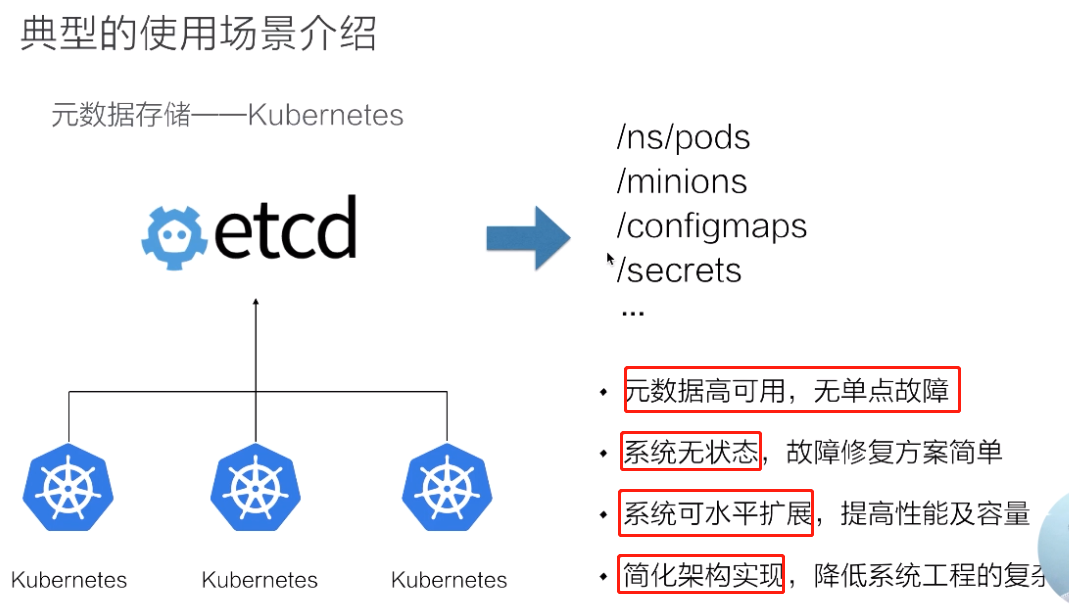 典型的使用场景介绍
元数据存储——Kubernetes
etcd
/ns/pods
/minions
/configmaps
/secrets
...
• 元数据高可用，无单点故障
• 系统无状态，故障修复方案简单
• 系统可水平扩展，提高性能及容量
• 简化架构实现，降低系统工程的复
Kubernetes
Kubernetes
Kubernetes